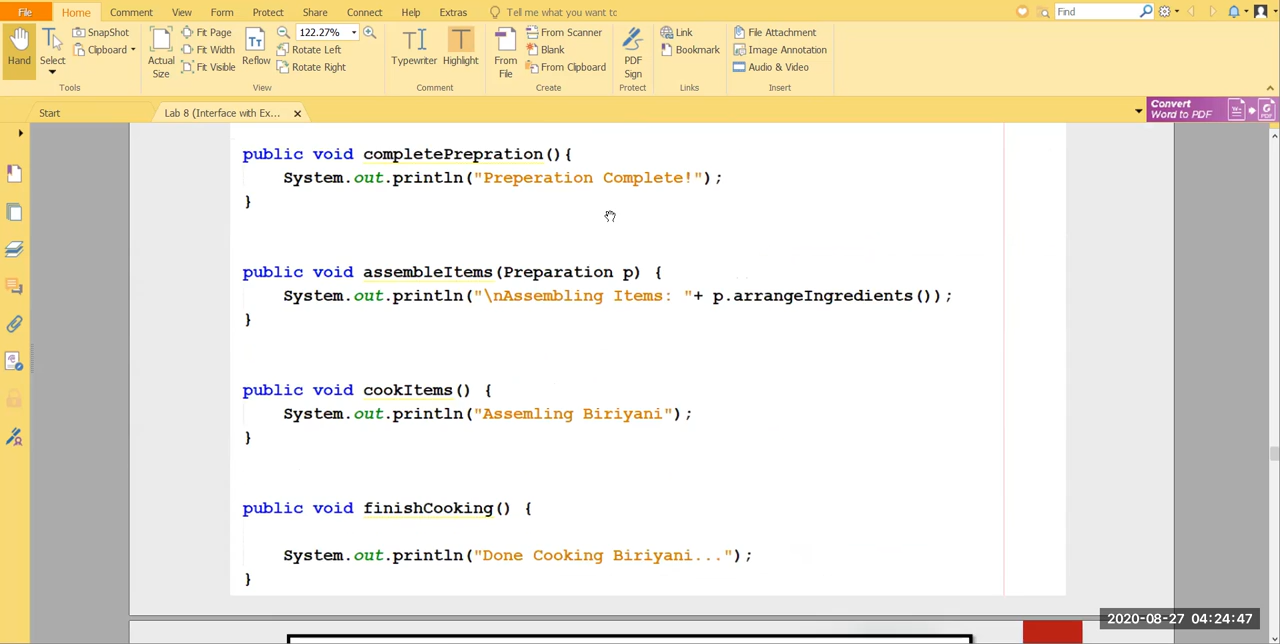 File Home Comment View Form Protect Share Connect Help Extras Tell me what you want tc Find
Hand
Select
SnapShot
Clipboard
Tools
Actual Size
Fit Page
Fit Width
Fit Visible
Reflow
122.27%
Rotate Left
Rotate Right
View
Typewriter
Highlight
Comment
From File
From Scanner
Blank
From Clipboard
Create
PDF Sign
Protect
Link
Bookmark
Links
File Attachment
Image Annotation
Audio & Video
Insert
Start
Lab 8 (Interface with Ex...
Convert
Word to PDF
public void completePrepration(){
System.out.println("Preperation Complete!");
}
public void assembleItems(Preparation p) {
System.out.println("\nAssembling Items: "+ p.arrangeIngredients());
}
public void cookItems() {
System.out.println("Assemling Biriyani");
}
public void finishCooking() {
System.out.println("Done Cooking Biriyani...");
}
2020-08-27 04:24:47